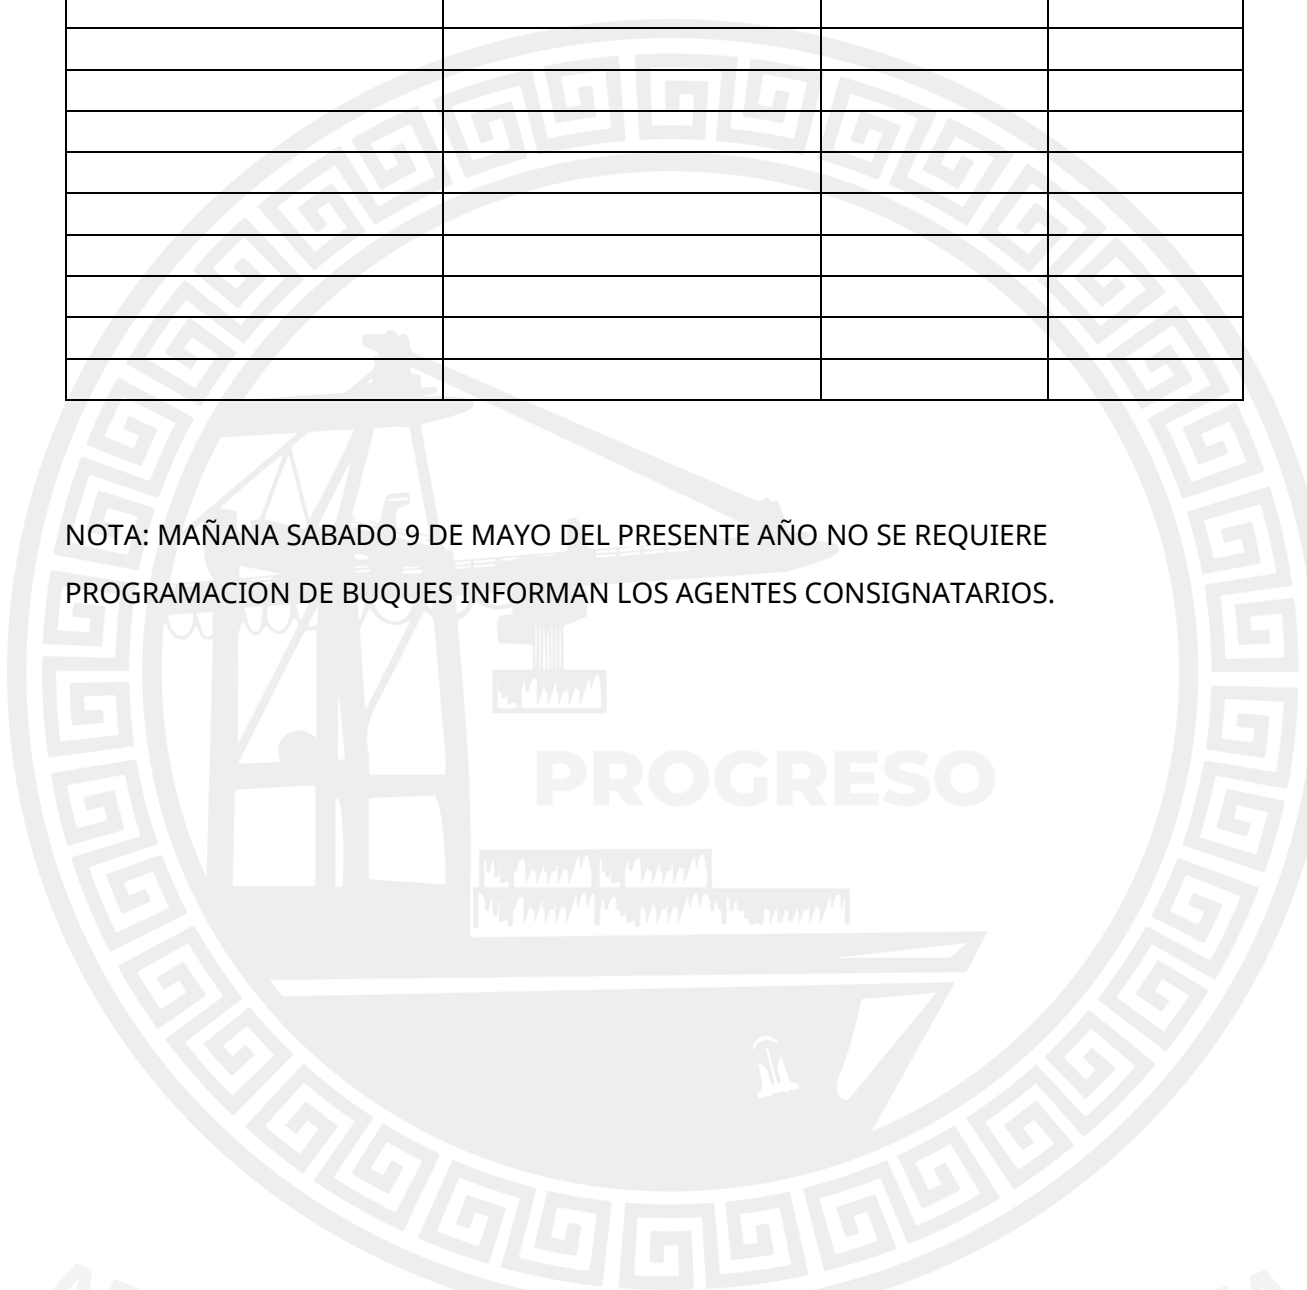 NOTA: MAÑANA SABADO 9 DE MAYO DEL PRESENTE AÑO NO SE REQUIERE
PROGRAMACION DE BUQUES INFORMAN LOS AGENTES CONSIGNATARIOS.
PROGRESO